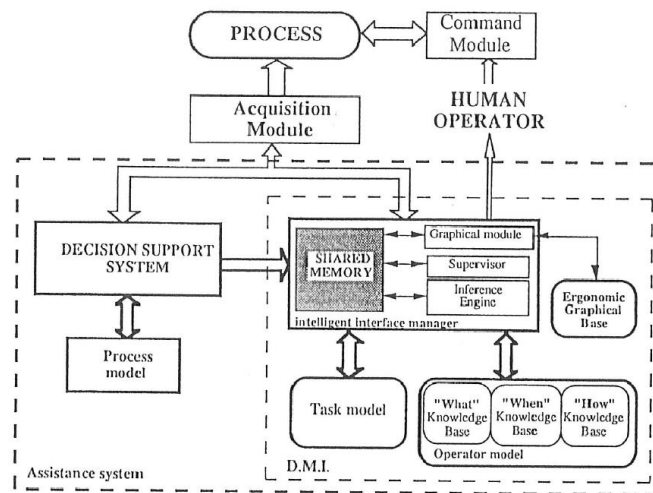 PROCESS
Command
Module
Acquisition
Module
HUMAN
OPERATOR
DECISION SUPPORT
SYSTEM
SHARED
MEMORY
Graphical module
Supervisor
Inference
Engine
intelligent Interface manager
Ergonomic
Graphical
Base
Process
model
Task model
"What"
Knowledge
Base
"When"
Knowledge
Base
"How"
Knowledge
Base
Operator model
D.M.I.
Assistance system